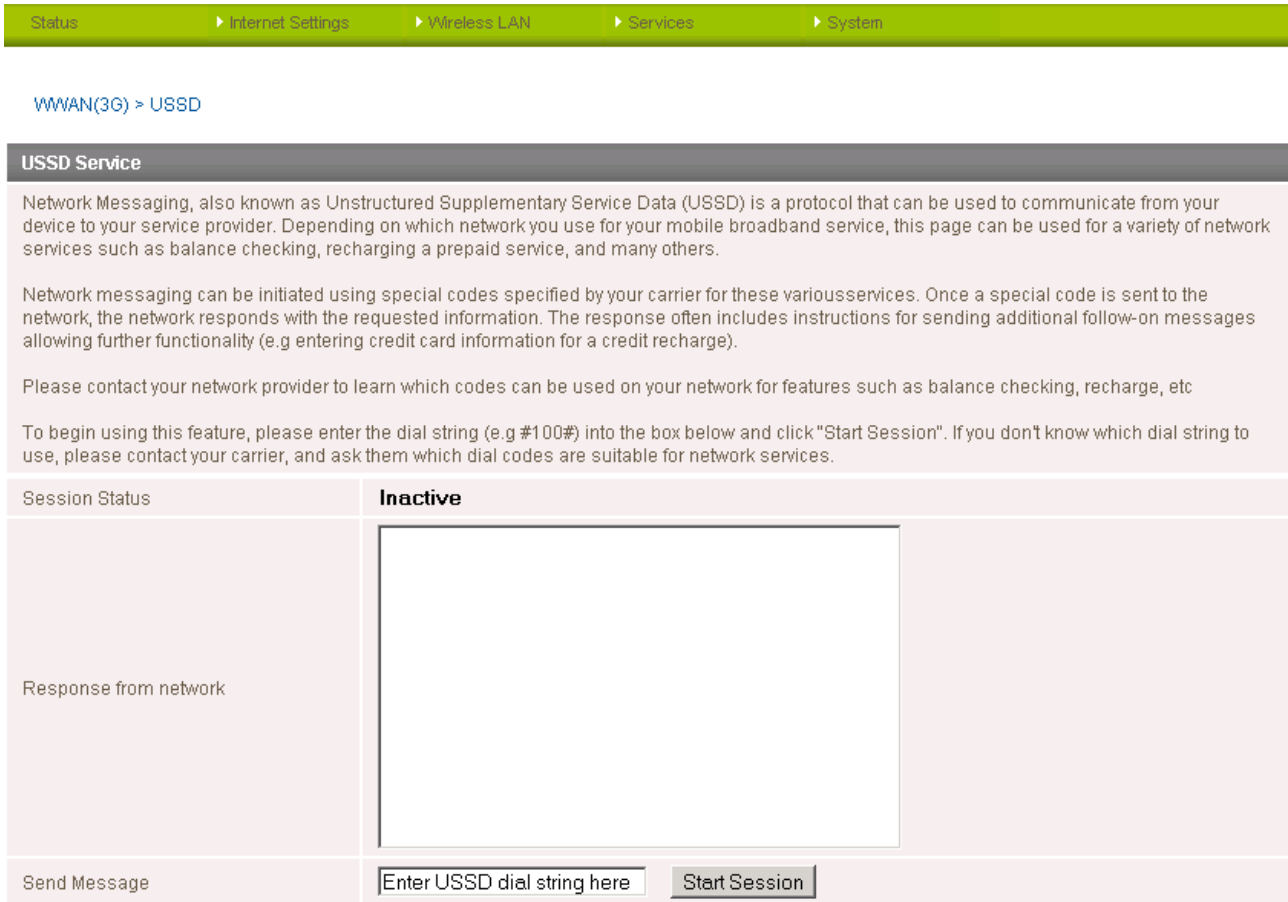 Status Internet Settings Wireless LAN Services System
WWAN(3G) > USSD
USSD Service
Network Messaging, also known as Unstructured Supplementary Service Data (USSD) is a protocol that can be used to communicate from your
device to your service provider. Depending on which network you use for your mobile broadband service, this page can be used for a variety of network
services such as balance checking, recharging a prepaid service, and many others.
Network messaging can be initiated using special codes specified by your carrier for these variousservices. Once a special code is sent to the
network, the network responds with the requested information. The response often includes instructions for sending additional follow-on messages
allowing further functionality (e.g entering credit card information for a credit recharge).
Please contact your network provider to learn which codes can be used on your network for features such as balance checking, recharge, etc
To begin using this feature, please enter the dial string (e.g #100#) into the box below and click "Start Session". If you don't know which dial string to
use, please contact your carrier, and ask them which dial codes are suitable for network services.
Session Status Inactive
Response from network
Send Message Enter USSD dial string here Start Session